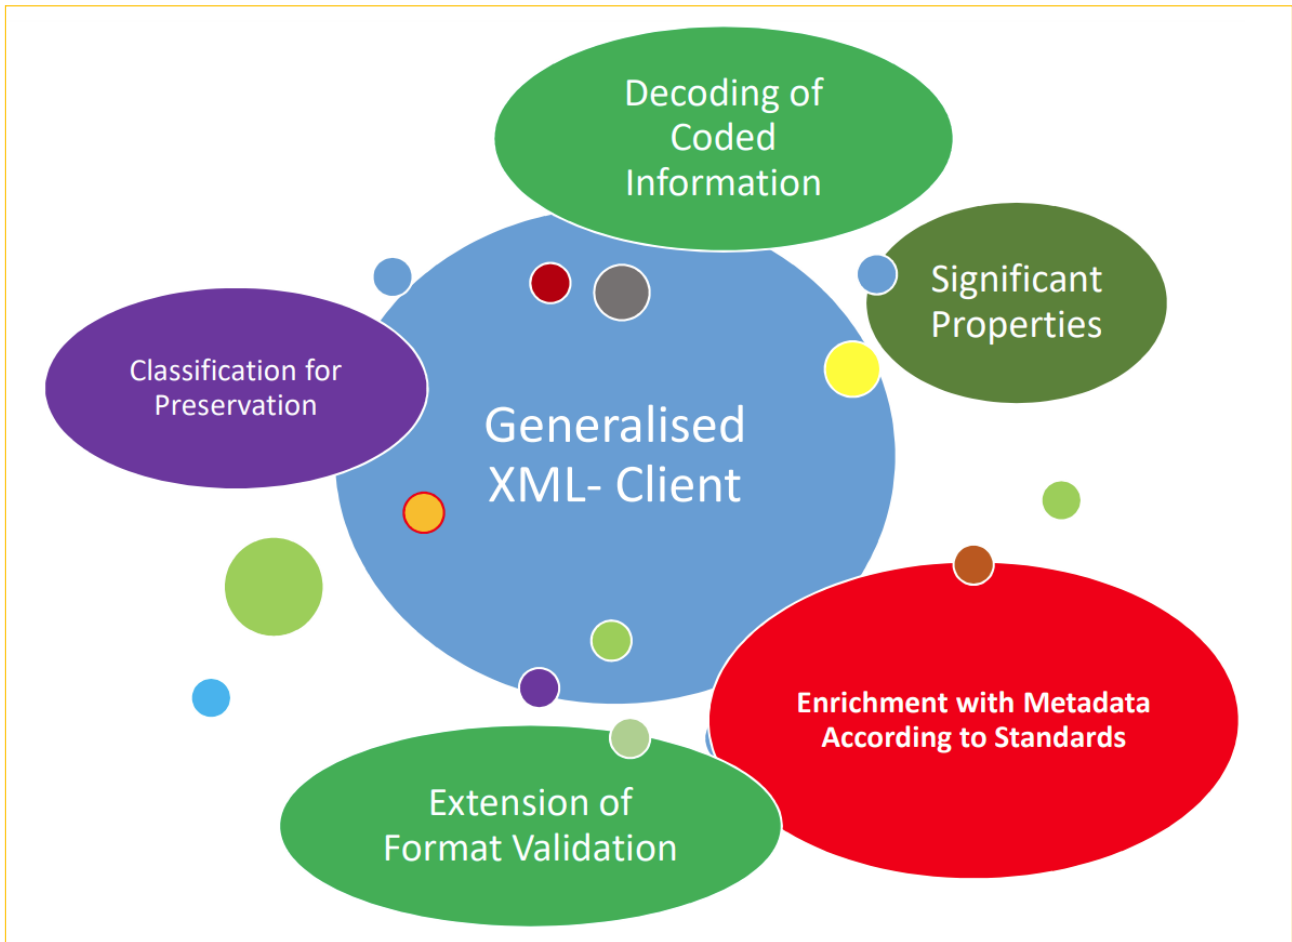 Decoding of
Coded
Information
Significant
Properties
Classification for
Preservation
Generalised
XML- Client
Enrichment with Metadata
According to Standards
Extension of
Format Validation